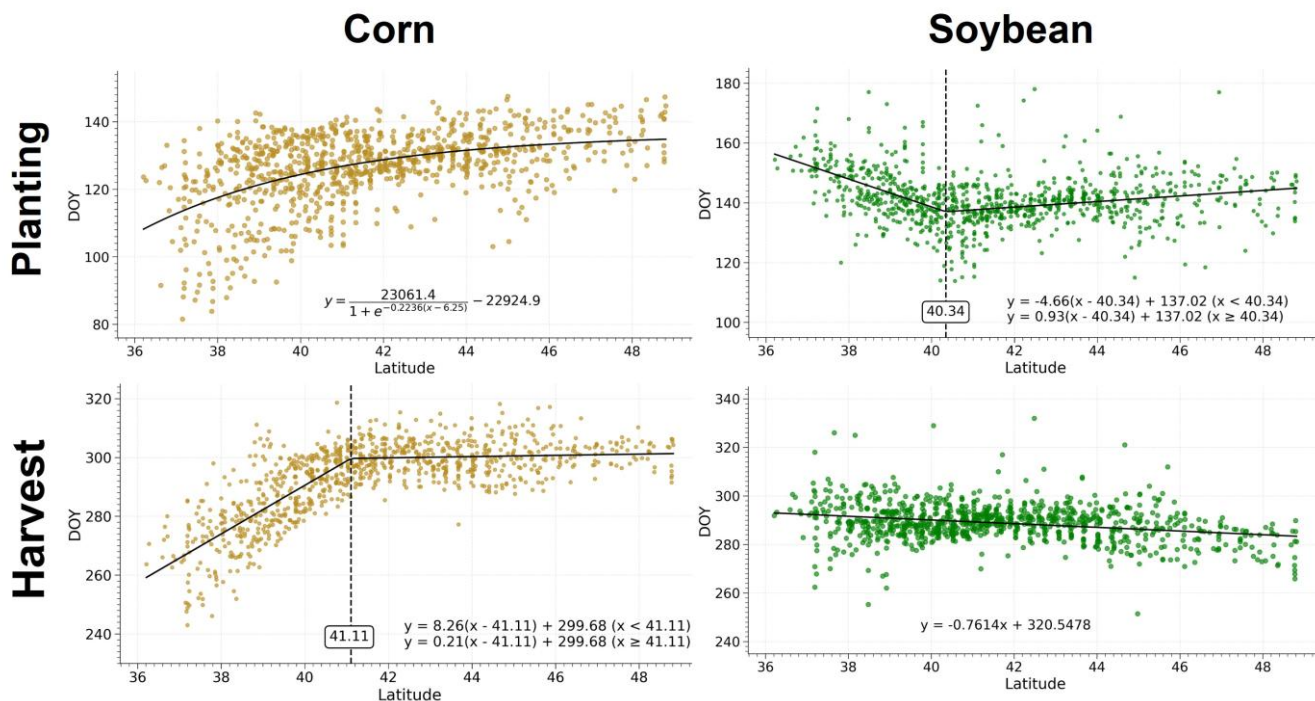 Corn
Soybean
Planting
DOY
140
120
100
80
y = 23061.4 / (1 + e^{-0.2236(x-6.25)}) − 22924.9
36 38 40 42 44 46 48
Latitude
DOY
180
160
140
120
100
40.34
y = -4.66(x - 40.34) + 137.02 (x < 40.34)
y = 0.93(x - 40.34) + 137.02 (x ≥ 40.34)
36 38 40 42 44 46 48
Latitude
Harvest
DOY
320
300
280
260
240
41.11
y = 8.26(x - 41.11) + 299.68 (x < 41.11)
y = 0.21(x - 41.11) + 299.68 (x ≥ 41.11)
36 38 40 42 44 46 48
Latitude
DOY
340
320
300
280
260
240
y = -0.7614x + 320.5478
36 38 40 42 44 46 48
Latitude